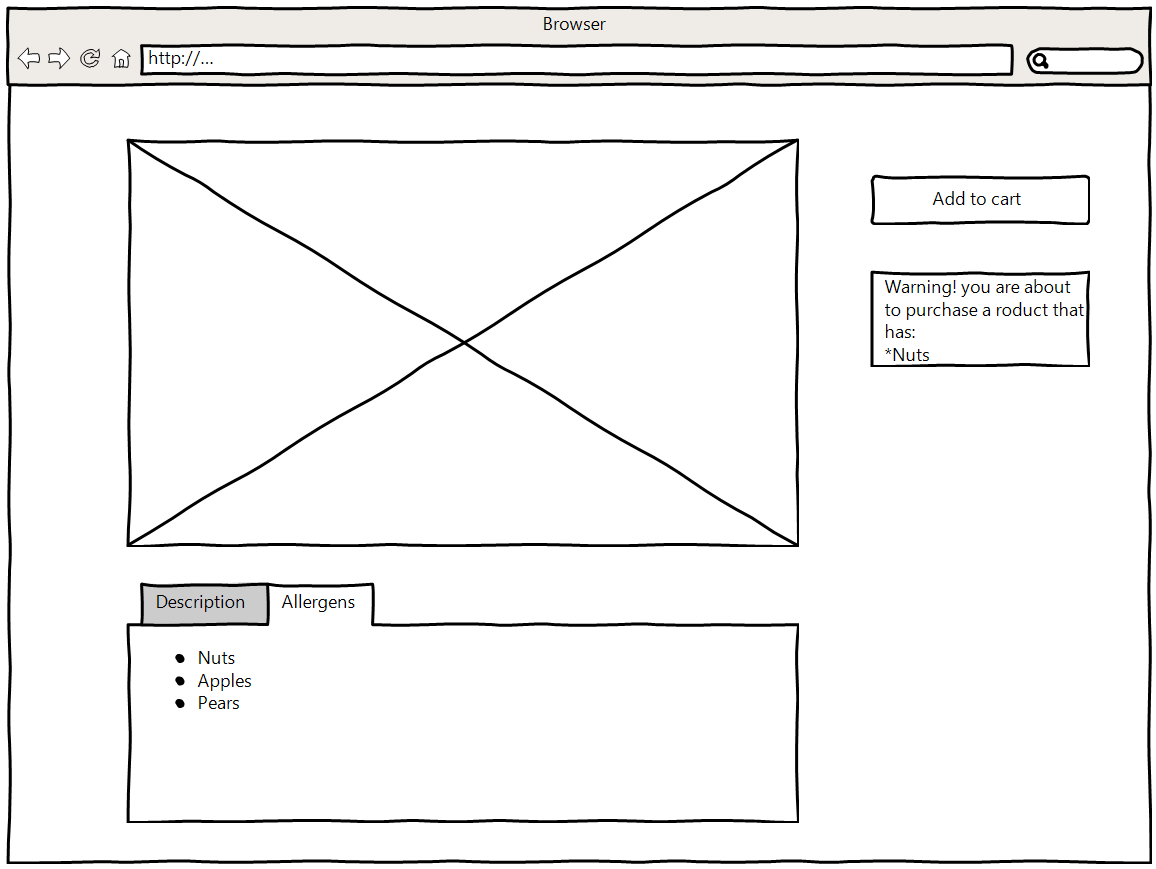 Browser
http://...
Add to cart
Warning! you are about
to purchase a roduct that
has:
*Nuts
Description
Allergens
Nuts
Apples
Pears